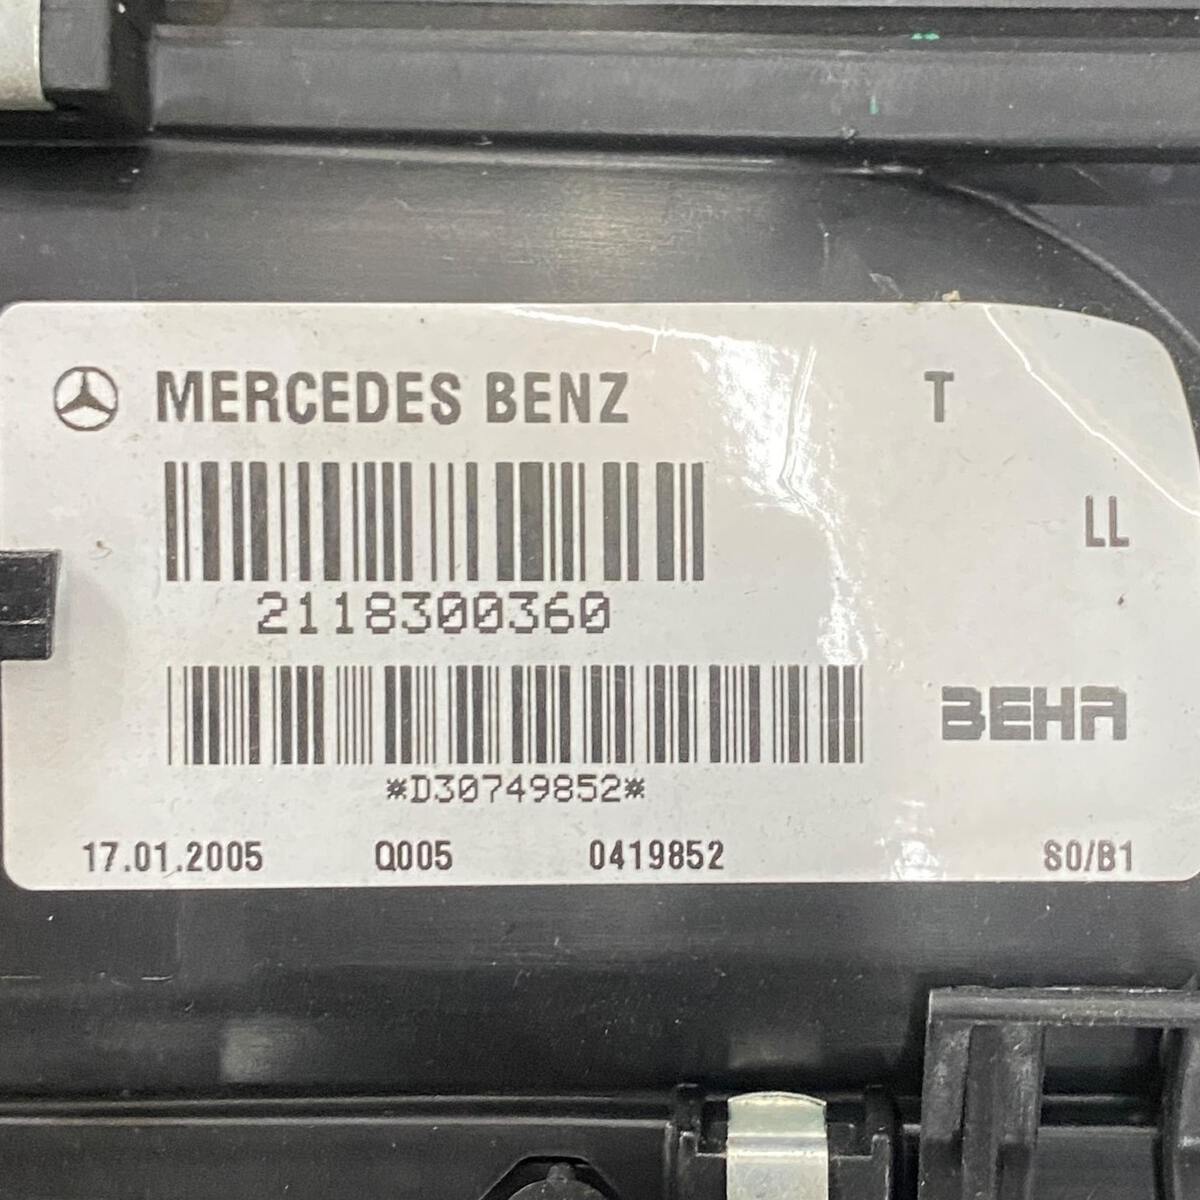 MERCEDES BENZ T
LL
2118300360
BEHR
*D30749852*
17.01.2005 Q005 0419852 S0/B1